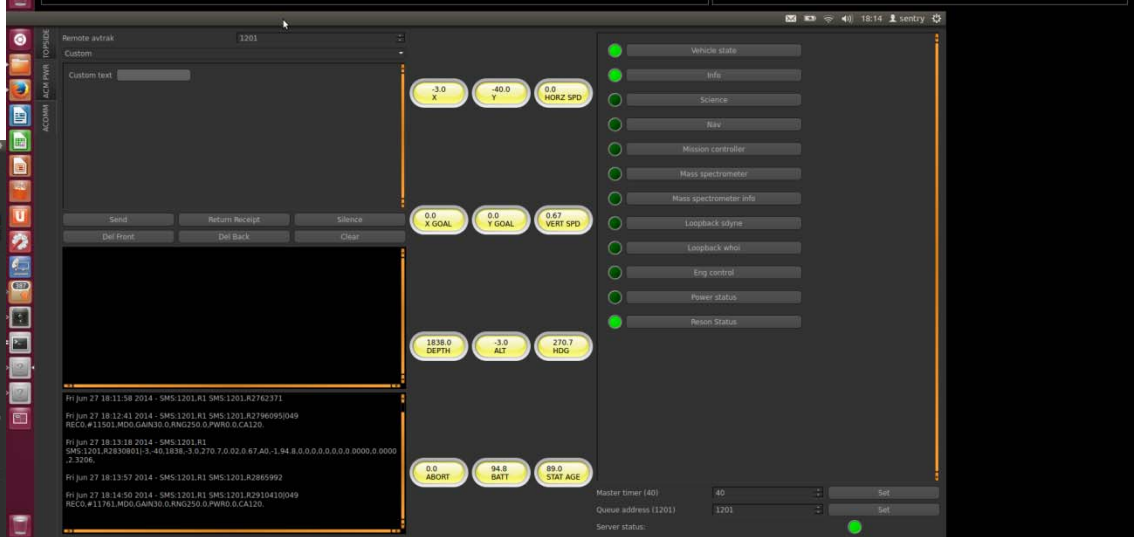 18:14 sentry
TOPSIDE
ACM PWR
ACOMM
Remote avtrak 1201
Custom
Custom text
Send Return Receipt Silence
Del Front Del Back Clear
Fri Jun 27 18:11:58 2014 - SMS:1201,R1 SMS:1201,R2762371
Fri Jun 27 18:12:41 2014 - SMS:1201,R1 SMS:1201,R2796095|049
REC0,#11501,MD0,GAIN30.0,RNG250.0,PWR0.0,CA120.
Fri Jun 27 18:13:18 2014 - SMS:1201,R1
SMS:1201,R2830801|-3,-40,1838,-3.0,270.7,0.02,0.67,A0,-1,94.8,0,0,0,0,0,0,0,0.0000,0.0000
,2.3206,
Fri Jun 27 18:13:57 2014 - SMS:1201,R1 SMS:1201,R2865992
Fri Jun 27 18:14:50 2014 - SMS:1201,R1 SMS:1201,R2910410|049
REC0,#11761,MD0,GAIN30.0,RNG250.0,PWR0.0,CA120.
-3.0
X
-40.0
Y
0.0
HORZ SPD
0.0
X GOAL
0.0
Y GOAL
0.67
VERT SPD
1838.0
DEPTH
-3.0
ALT
270.7
HDG
0.0
ABORT
94.8
BATT
89.0
STAT AGE
Vehicle state
Info
Science
Nav
Mission controller
Mass spectrometer
Mass spectrometer info
Loopback sdyne
Loopback whoi
Eng control
Power status
Reson Status
Master timer (40) 40 Set
Queue address (1201) 1201 Set
Server status: